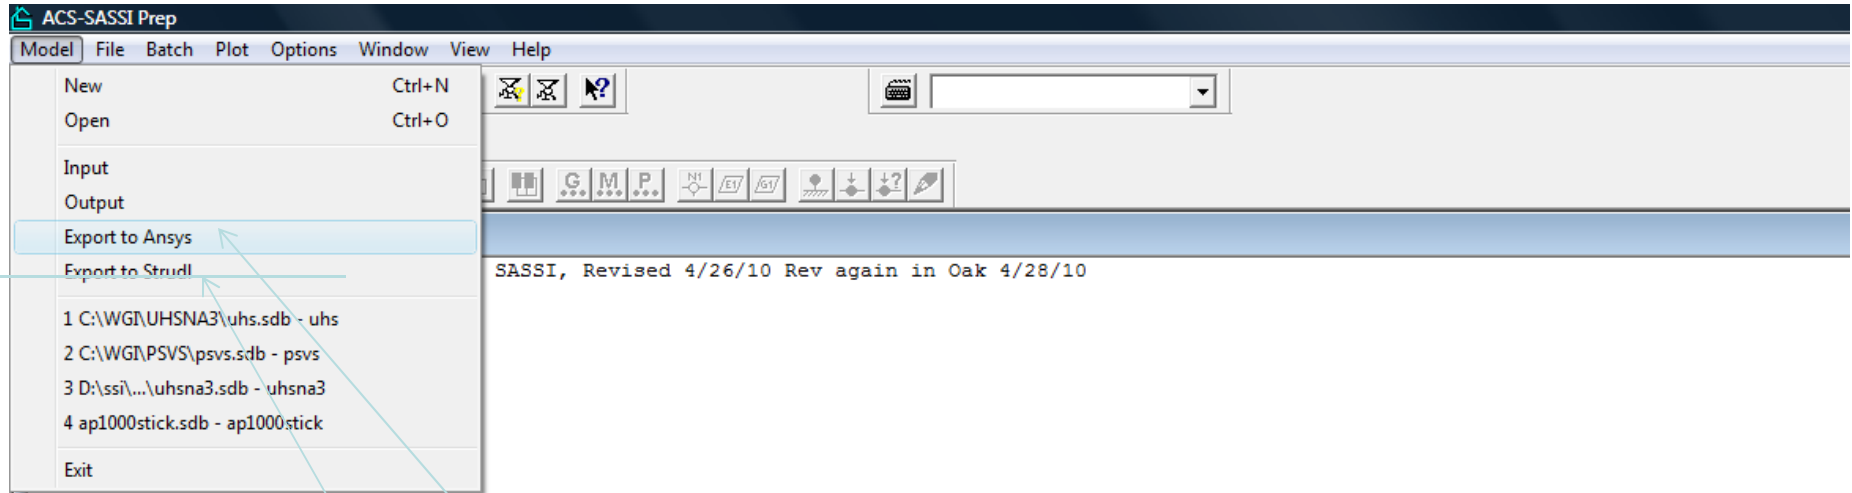 ACS-SASSI Prep
Model File Batch Plot Options Window View Help
New Ctrl+N
Open Ctrl+O
Input
Output
Export to Ansys
Export to Strudl
SASSI, Revised 4/26/10 Rev again in Oak 4/28/10
1 C:\WGI\UHSNA3\uhs.sdb - uhs
2 C:\WGI\PSVS\psvs.sdb - psvs
3 D:\ssi\...\uhsna3.sdb - uhsna3
4 ap1000stick.sdb - ap1000stick
Exit
G M P N1 E1 G1